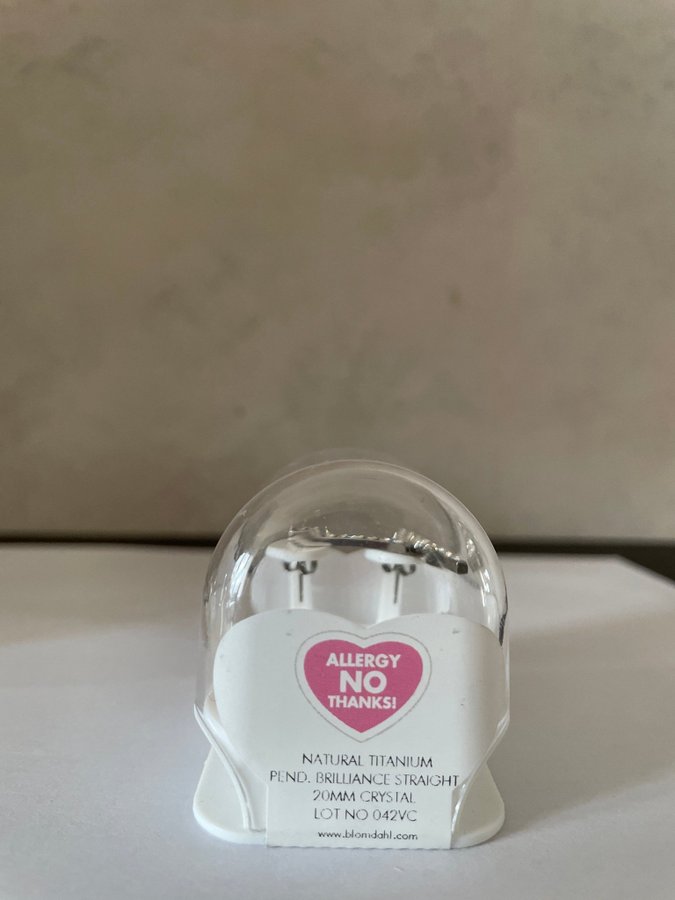 ALLERGY
NO
THANKS!
NATURAL TITANIUM
PEND. BRILLIANCE STRAIGHT
20MM CRYSTAL
LOT NO 042VC
www.blomdahl.com